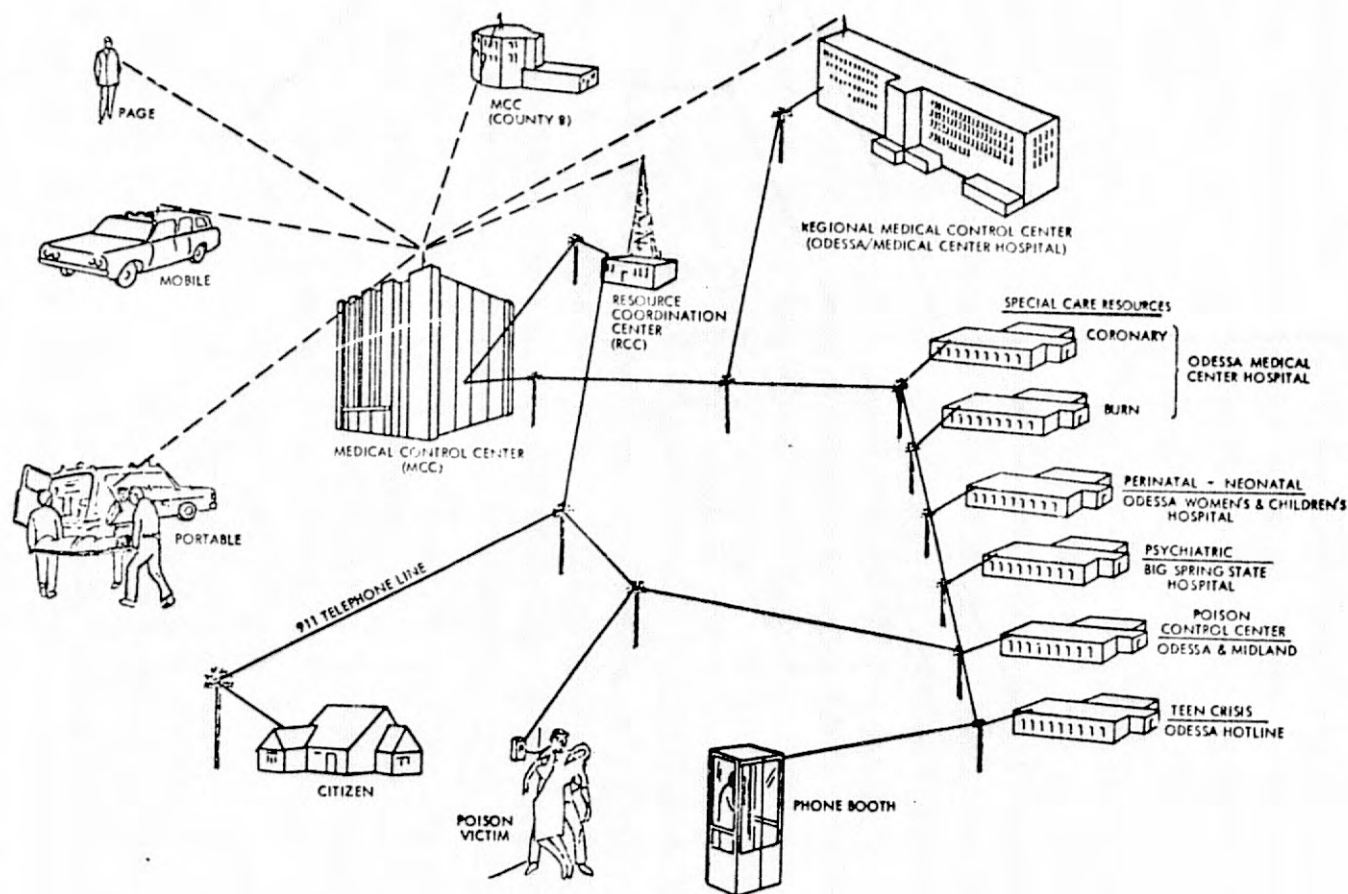 PAGE
MCC
(COUNTY B)
MOBILE
REGIONAL MEDICAL CONTROL CENTER
(ODESSA/MEDICAL CENTER HOSPITAL)
RESOURCE
COORDINATION
CENTER
(RCC)
SPECIAL CARE RESOURCES
CORONARY
ODESSA MEDICAL
CENTER HOSPITAL
BURN
MEDICAL CONTROL CENTER
(MCC)
PERINATAL - NEONATAL
ODESSA WOMEN'S & CHILDREN'S
HOSPITAL
PORTABLE
PSYCHIATRIC
BIG SPRING STATE
HOSPITAL
911 TELEPHONE LINE
POISON
CONTROL CENTER
ODESSA & MIDLAND
TEEN CRISIS
ODESSA HOTLINE
CITIZEN
POISON
VICTIM
PHONE BOOTH